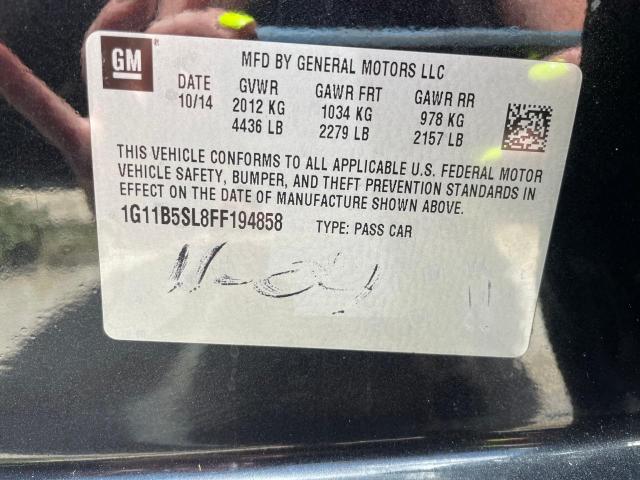 GM
MFD BY GENERAL MOTORS LLC
DATE GVWR GAWR FRT GAWR RR
10/14 2012 KG 1034 KG 978 KG
4436 LB 2279 LB 2157 LB
THIS VEHICLE CONFORMS TO ALL APPLICABLE U.S. FEDERAL MOTOR
VEHICLE SAFETY, BUMPER, AND THEFT PREVENTION STANDARDS IN
EFFECT ON THE DATE OF MANUFACTURE SHOWN ABOVE.
1G11B5SL8FF194858 TYPE: PASS CAR
11-04